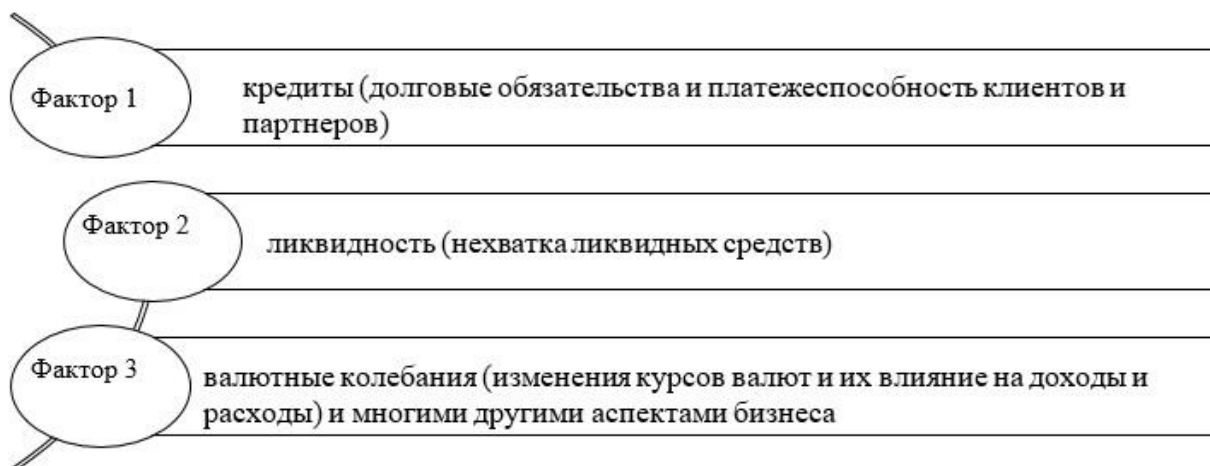 Фактор 1
кредиты (долговые обязательства и платежеспособность клиентов и
партнеров)
Фактор 2
ликвидность (нехватка ликвидных средств)
Фактор 3
валютные колебания (изменения курсов валют и их влияние на доходы и
расходы) и многими другими аспектами бизнеса